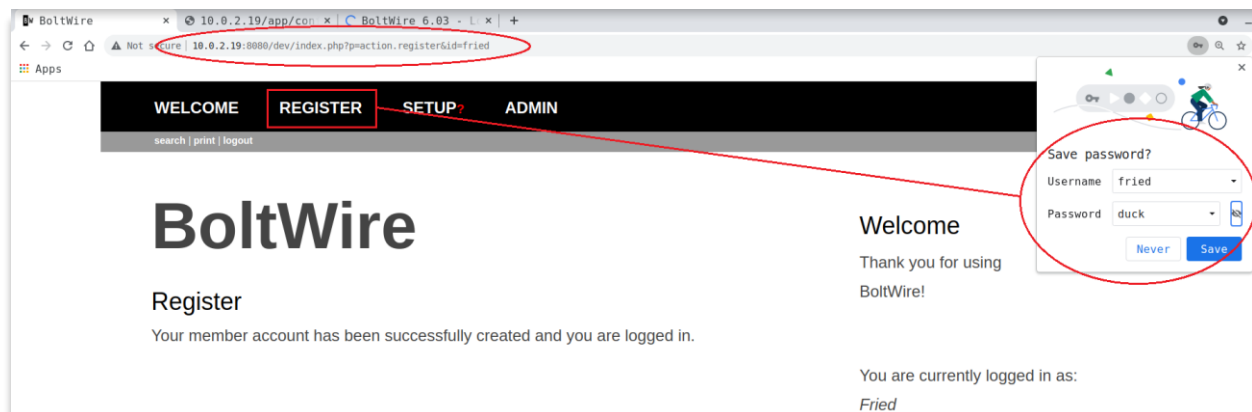 BoltWire
10.0.2.19/app/con
BoltWire 6.03 - L
Not secure | 10.0.2.19:8080/dev/index.php?p=action.register&id=fried
Apps
WELCOME REGISTER SETUP? ADMIN
search | print | logout
Save password?
Username fried
Password duck
Never Save
BoltWire
Register
Your member account has been successfully created and you are logged in.
Welcome
Thank you for using
BoltWire!
You are currently logged in as:
Fried